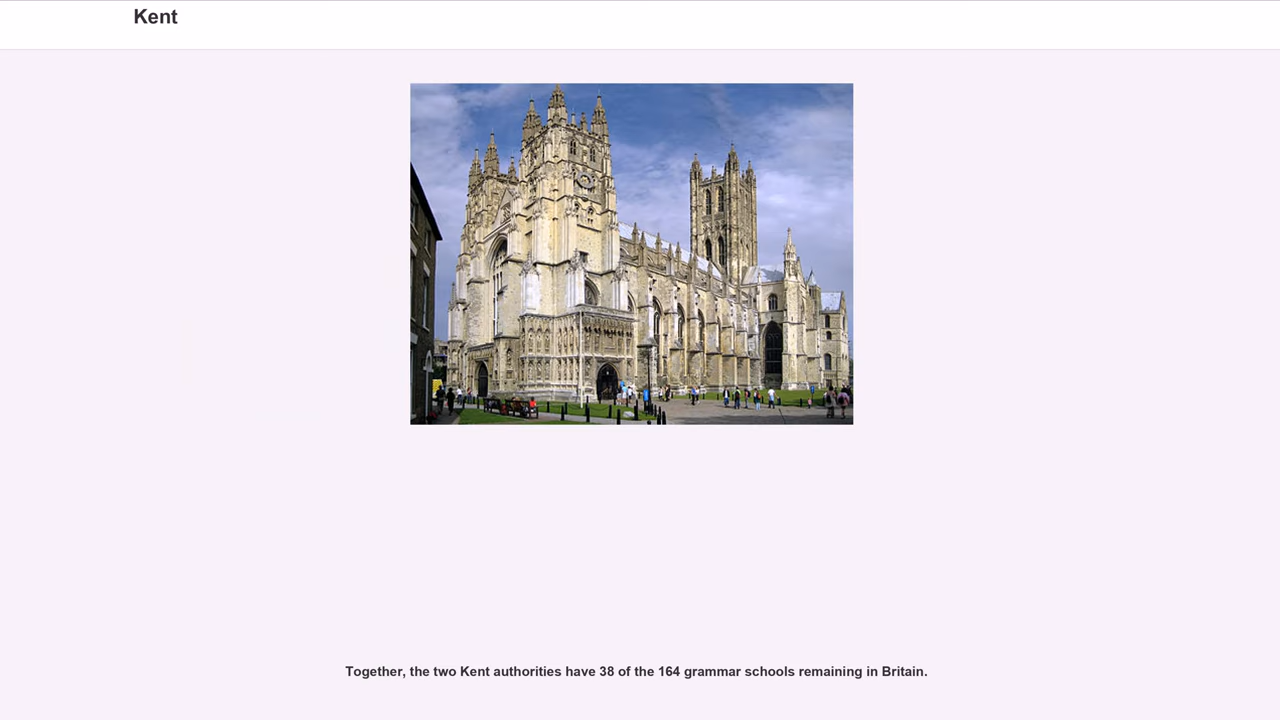 Kent
Together, the two Kent authorities have 38 of the 164 grammar schools remaining in Britain.